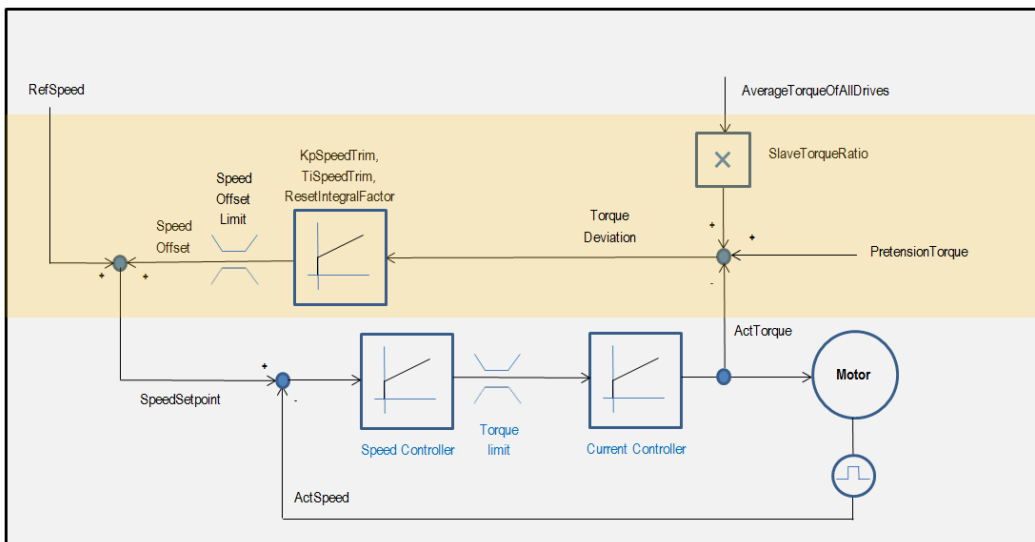 RefSpeed
AverageTorqueOfAllDrives
KpSpeedTrim,
TiSpeedTrim,
ResetIntegralFactor
SlaveTorqueRatio
Speed
Offset
Limit
Speed
Offset
Torque
Deviation
+
+
PretensionTorque
+
+
-
ActTorque
+
-
Motor
SpeedSetpoint
Speed Controller
Torque
limit
Current Controller
ActSpeed